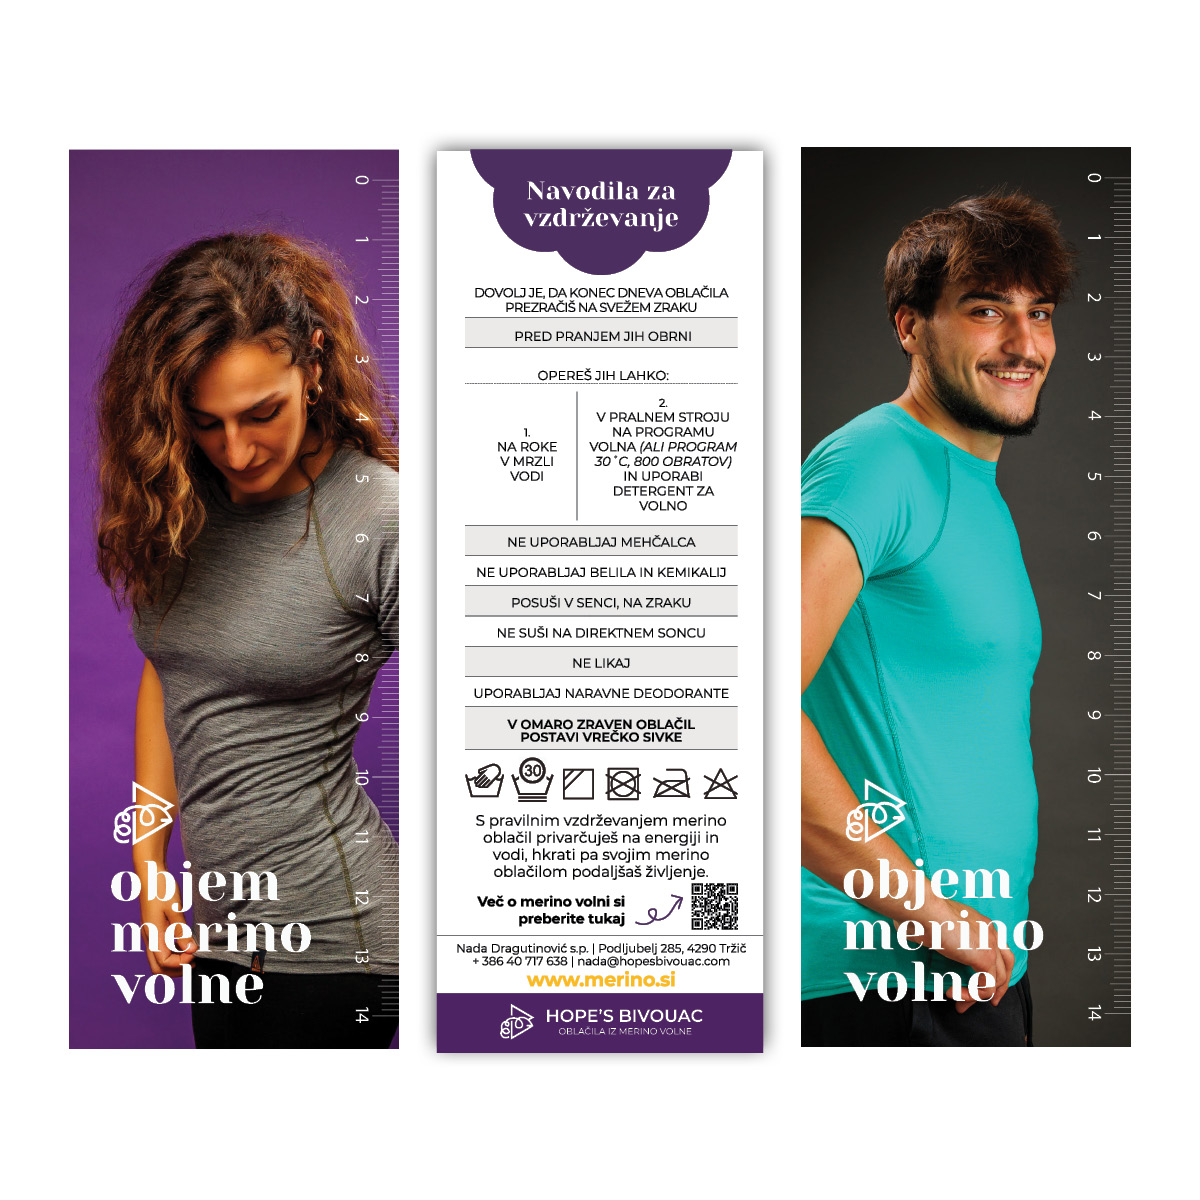 0
1
2
3
4
5
6
7
8
9
10
11
12
13
14
objem
merino
volne
Navodila za
vzdrževanje
DOVOLJ JE, DA KONEC DNEVA OBLAČILA
PREZRAČIŠ NA SVEŽEM ZRAKU
PRED PRANJEM JIH OBRNI
OPEREŠ JIH LAHKO:
1.
NA ROKE
V MRZLI
VODI
2.
V PRALNEM STROJU
NA PROGRAMU
VOLNA (ALI PROGRAM
30˚C, 800 OBRATOV)
IN UPORABI
DETERGENT ZA
VOLNO
NE UPORABLJAJ MEHČALCA
NE UPORABLJAJ BELILA IN KEMIKALIJ
POSUŠI V SENCI, NA ZRAKU
NE SUŠI NA DIREKTNEM SONCU
NE LIKAJ
UPORABLJAJ NARAVNE DEODORANTE
V OMARO ZRAVEN OBLAČIL
POSTAVI VREČKO SIVKE
30
S pravilnim vzdrževanjem merino
oblačil privarčuješ na energiji in
vodi, hkrati pa svojim merino
oblačilom podaljšaš življenje.
Več o merino volni si
preberite tukaj
Nada Dragutinović s.p. | Podljubelj 285, 4290 Tržič
+ 386 40 717 638 | nada@hopesbivouac.com
www.merino.si
HOPE'S BIVOUAC
OBLAČILA IZ MERINO VOLNE
0
1
2
3
4
5
6
7
8
9
10
11
12
13
14
objem
merino
volne